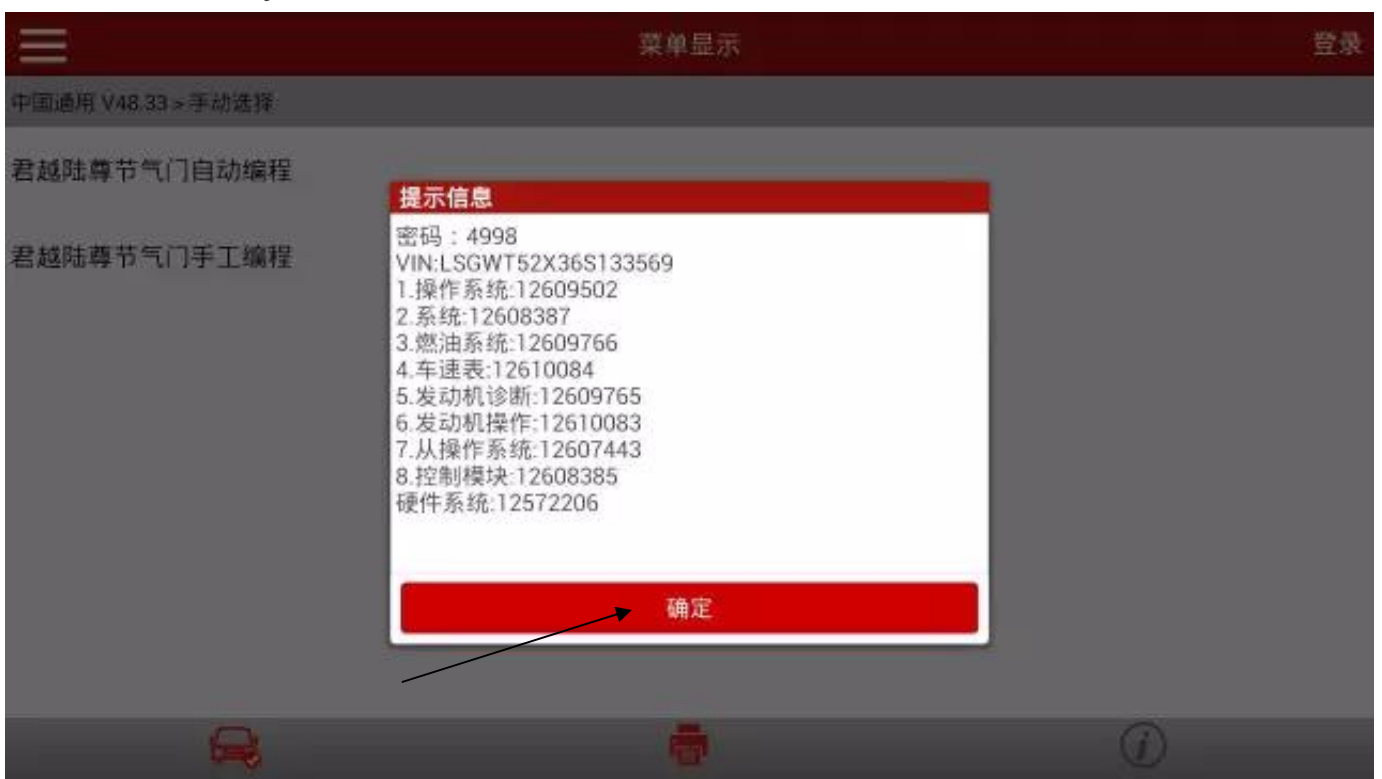 菜单显示
登录
中国通用 V48.33 > 手动选择
君越陆尊节气门自动编程
君越陆尊节气门手工编程
提示信息
密码：4998
VIN:LSGWT52X36S133569
1.操作系统:12609502
2.系统:12608387
3.燃油系统:12609766
4.车速表:12610084
5.发动机诊断:12609765
6.发动机操作:12610083
7.从操作系统:12607443
8.控制模块:12608385
硬件系统:12572206
确定